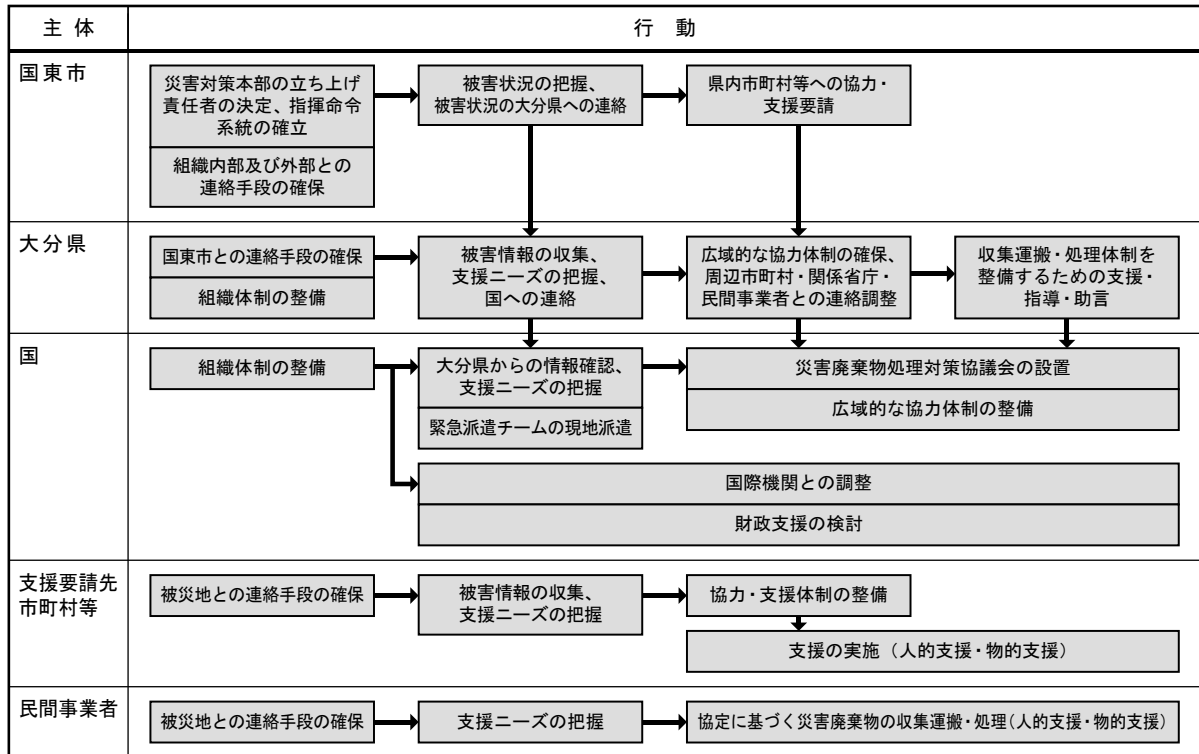 主体
行動
国東市
災害対策本部の立ち上げ
責任者の決定、指揮命令
系統の確立
組織内部及び外部との
連絡手段の確保
被害状況の把握、
被害状況の大分県への連絡
県内市町村等への協力・
支援要請
大分県
国東市との連絡手段の確保
組織体制の整備
被害情報の収集、
支援ニーズの把握、
国への連絡
広域的な協力体制の確保、
周辺市町村・関係省庁・
民間事業者との連絡調整
収集運搬・処理体制を
整備するための支援・
指導・助言
国
組織体制の整備
大分県からの情報確認、
支援ニーズの把握
緊急派遣チームの現地派遣
災害廃棄物処理対策協議会の設置
広域的な協力体制の整備
国際機関との調整
財政支援の検討
支援要請先
市町村等
被災地との連絡手段の確保
被害情報の収集、
支援ニーズの把握
協力・支援体制の整備
支援の実施（人的支援・物的支援）
民間事業者
被災地との連絡手段の確保
支援ニーズの把握
協定に基づく災害廃棄物の収集運搬・処理（人的支援・物的支援）